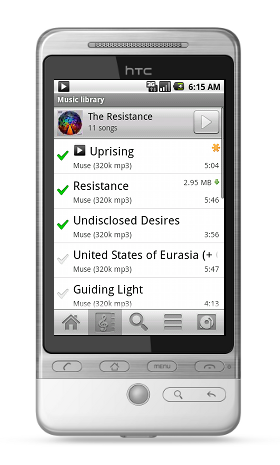 hTC
3G
6:15 AM
Music library
The Resistance
11 songs
Uprising
Muse (320k mp3)
5:04
Resistance
2.95 MB
Muse (320k mp3)
5:46
Undisclosed Desires
Muse (320k mp3)
3:56
United States of Eurasia (+ 
Muse (320k mp3)
5:47
Guiding Light
Muse (320k mp3)
4:13
MENU